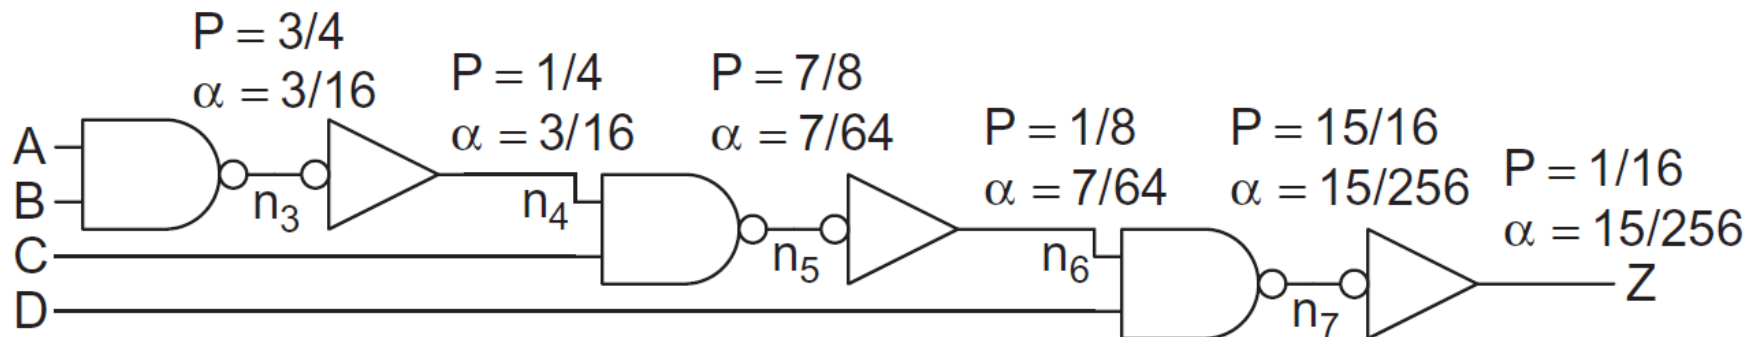 P = 3/4
α = 3/16
P = 1/4
α = 3/16
P = 7/8
α = 7/64
P = 1/8
α = 7/64
P = 15/16
α = 15/256
P = 1/16
α = 15/256
A
B
C
D
n3
n4
n5
n6
n7
Z